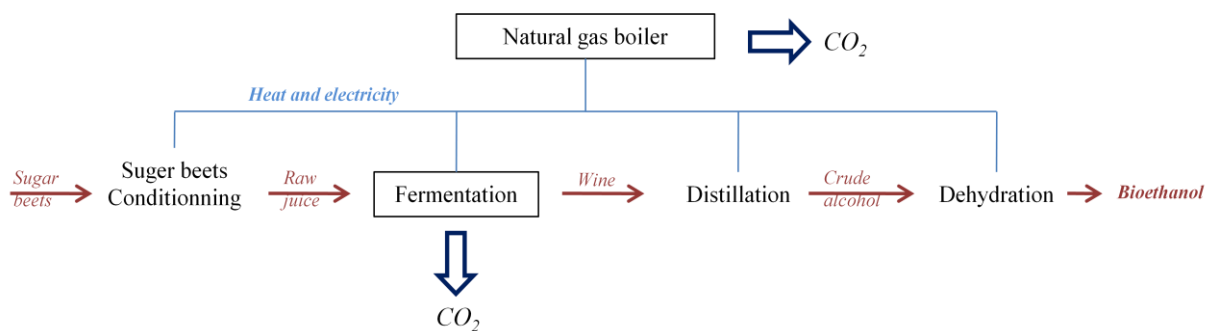 Natural gas boiler
CO2
Heat and electricity
Sugar
beets
Suger beets
Conditionning
Raw
juice
Fermentation
Wine
Distillation
Crude
alcohol
Dehydration
Bioethanol
CO2